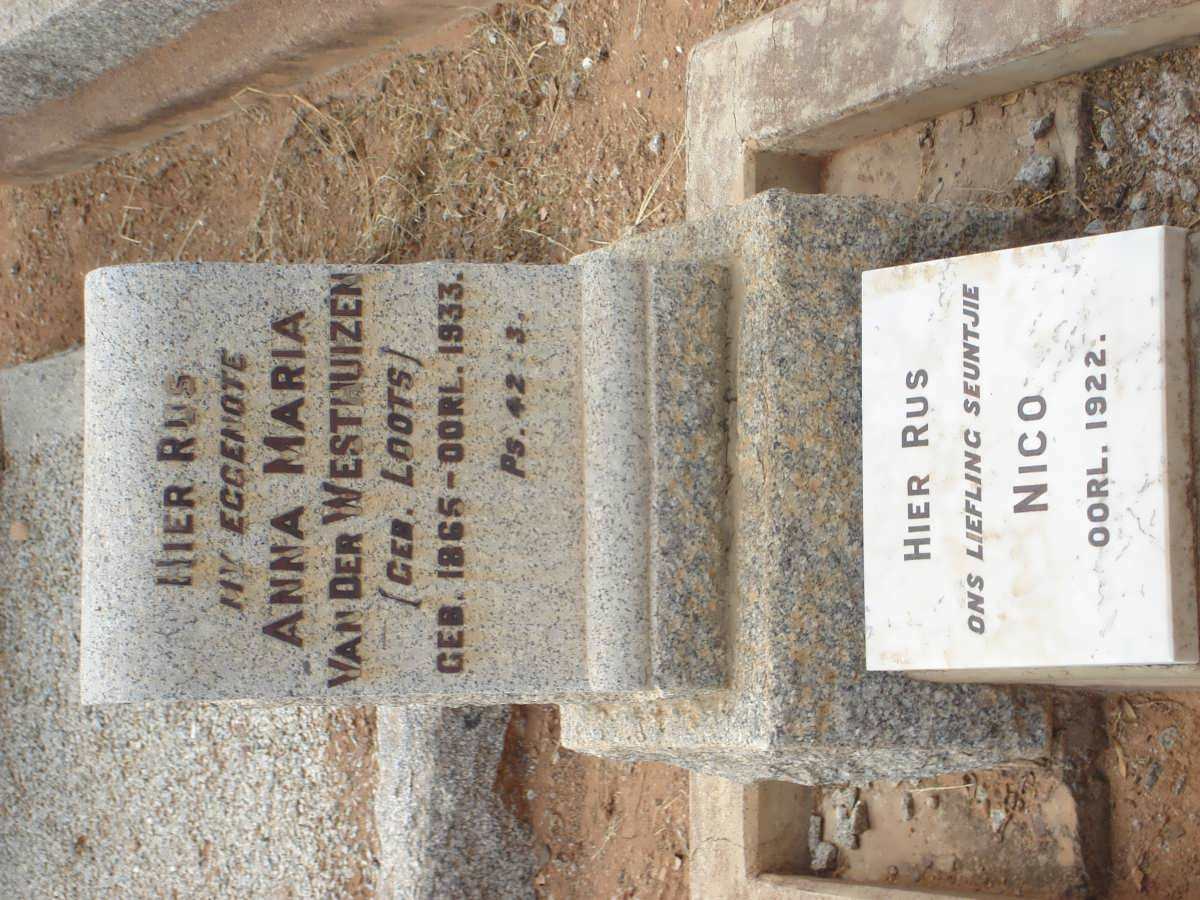 HIER RUS
MY EGGENOTE
ANNA MARIA
VAN DER WESTHUIZEN
(GEB. LOOTS)
GEB. 1865-OORL. 1933.
PS. 42:3.
HIER RUS
ONS LIEFLING SEUNTJIE
NICO
OORL. 1922.